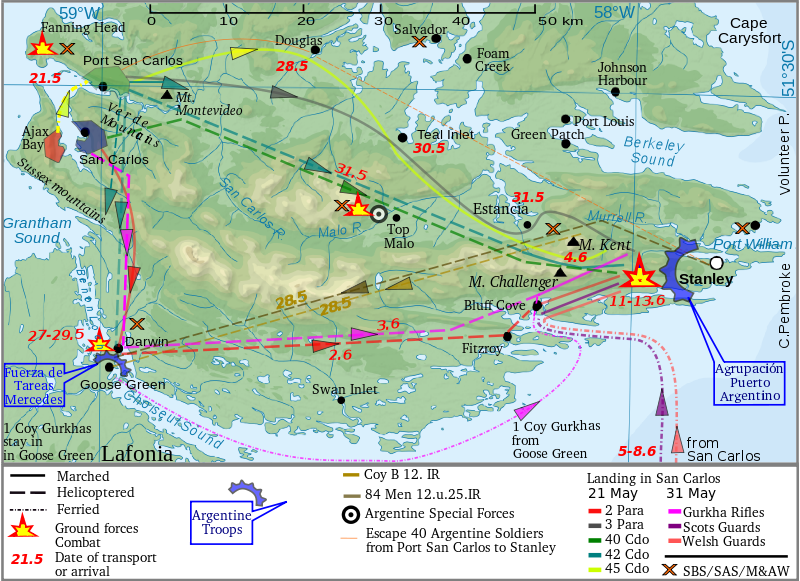 59°W
0 10 20 30 40 50 km
58°W
Fanning Head
Douglas
Salvador
Cape
Carysfort
51°30'S
21.5
Port San Carlos
28.5
Foam
Creek
Johnson
Harbour
Mt.
Montevideo
Verde
Mountains
Ajax
Bay
San Carlos
Teal Inlet
30.5
Port Louis
Green Patch
Berkeley
Sound
Volunteer P.
Sussex mountains
31.5
San Carlos R.
Malo R.
Top
Malo
31.5
Estancia
Murrell R.
Grantham
Sound
M. Kent
4.6
Port William
M. Challenger
Stanley
11-13.6
C.Pembroke
28.5
28.5
Bluff Cove
27-29.5
Darwin
3.6
2.6
Fitzroy
Fuerza de
Tareas
Mercedes
Goose Green
Swan Inlet
Agrupación
Puerto
Argentino
Choiseul Sound
1 Coy Gurkhas
stay in
in Goose Green
Lafonia
1 Coy Gurkhas
from
Goose Green
5-8.6
from
San Carlos
Marched
Helicoptered
Ferried
Ground forces
Combat
21.5
Date of transport
or arrival
Argentine
Troops
Coy B 12. IR
84 Men 12.u.25.IR
Argentine Special Forces
Escape 40 Argentine Soldiers
from Port San Carlos to Stanley
Landing in San Carlos
21 May
31 May
2 Para
3 Para
40 Cdo
42 Cdo
45 Cdo
Gurkha Rifles
Scots Guards
Welsh Guards
SBS/SAS/M&AW